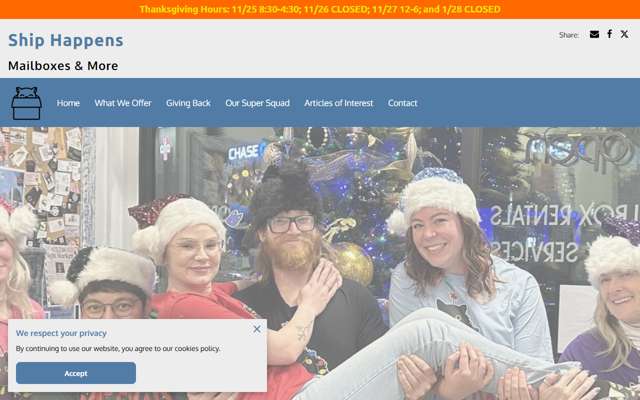 Thanksgiving Hours: 11/25 8:30-4:30; 11/26 CLOSED; 11/27 12-6; and 1/28 CLOSED
Ship Happens
Share:
Mailboxes & More
Home
What We Offer
Giving Back
Our Super Squad
Articles of Interest
Contact
CHASE
open
BOX RENTALS
SERVICES
We respect your privacy
By continuing to use our website, you agree to our cookies policy.
Accept